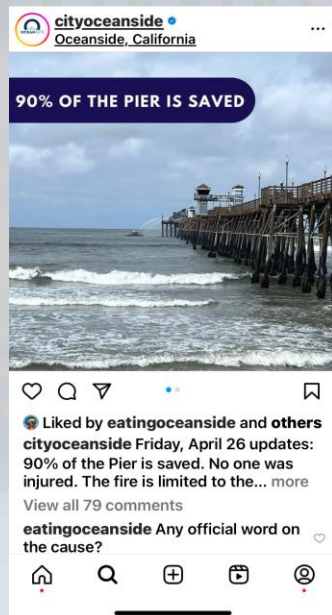 cityoceanside
Oceanside, California
90% OF THE PIER IS SAVED
Liked by eatingoceanside and others
cityoceanside Friday, April 26 updates:
90% of the Pier is saved. No one was
injured. The fire is limited to the... more
View all 79 comments
eatingoceanside Any official word on
the cause?